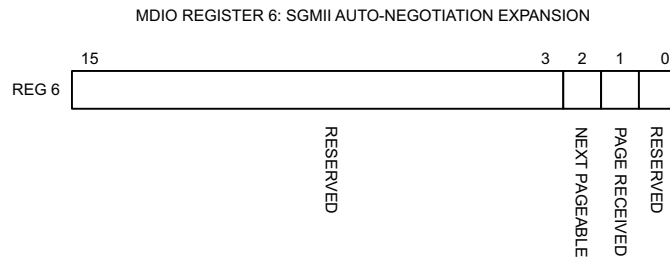 MDIO REGISTER 6: SGMII AUTO-NEGOTIATION EXPANSION
15 3 2 1 0
REG 6
RESERVED
NEXT PAGEABLE
PAGE RECEIVED
RESERVED